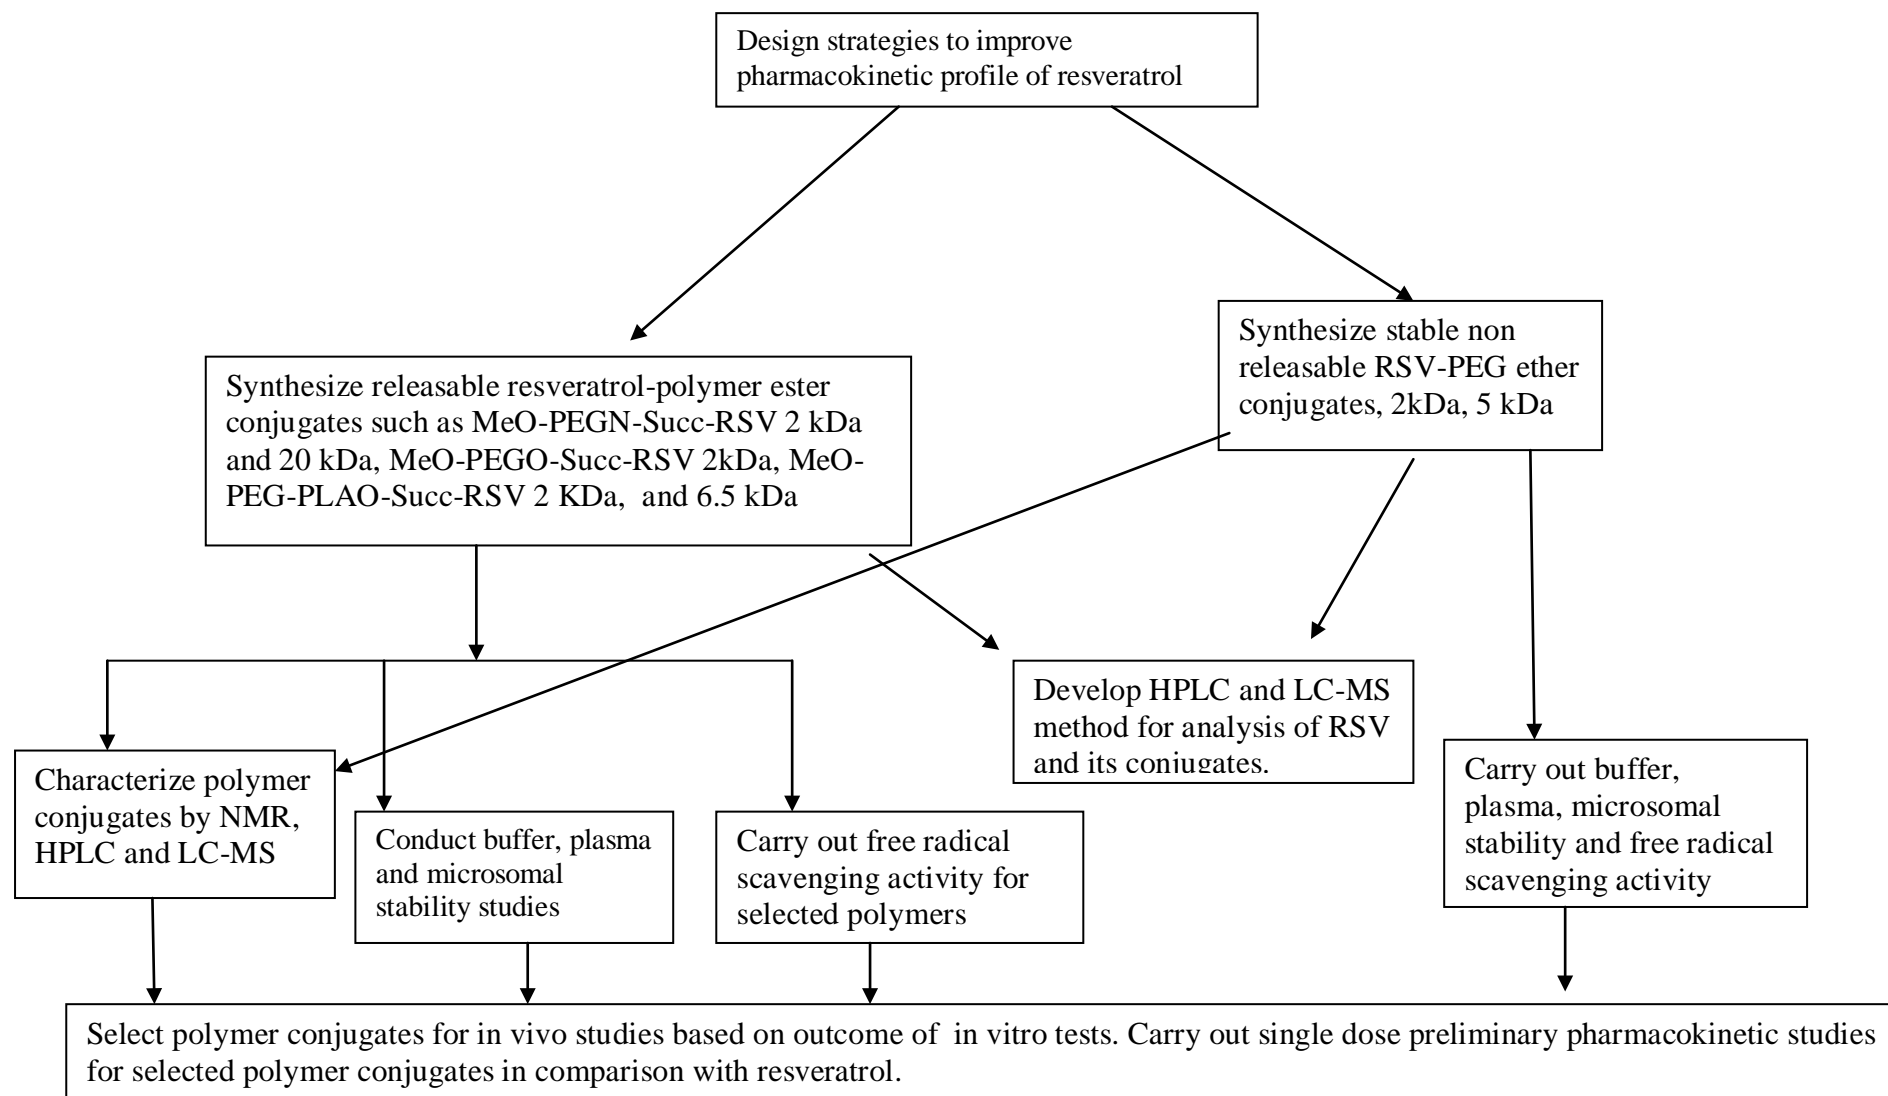 Design strategies to improve
pharmacokinetic profile of resveratrol
Synthesize stable non
releasable RSV-PEG ether
conjugates, 2kDa, 5 kDa
Synthesize releasable resveratrol-polymer ester
conjugates such as MeO-PEGN-Succ-RSV 2 kDa
and 20 kDa, MeO-PEGO-Succ-RSV 2kDa, MeO-
PEG-PLAO-Succ-RSV 2 KDa,  and 6.5 kDa
Develop HPLC and LC-MS
method for analysis of RSV
and its conjugates.
Characterize polymer
conjugates by NMR,
HPLC and LC-MS
Conduct buffer, plasma
and microsomal
stability studies
Carry out free radical
scavenging activity for
selected polymers
Carry out buffer,
plasma, microsomal
stability and free radical
scavenging activity
Select polymer conjugates for in vivo studies based on outcome of  in vitro tests. Carry out single dose preliminary pharmacokinetic studies
for selected polymer conjugates in comparison with resveratrol.